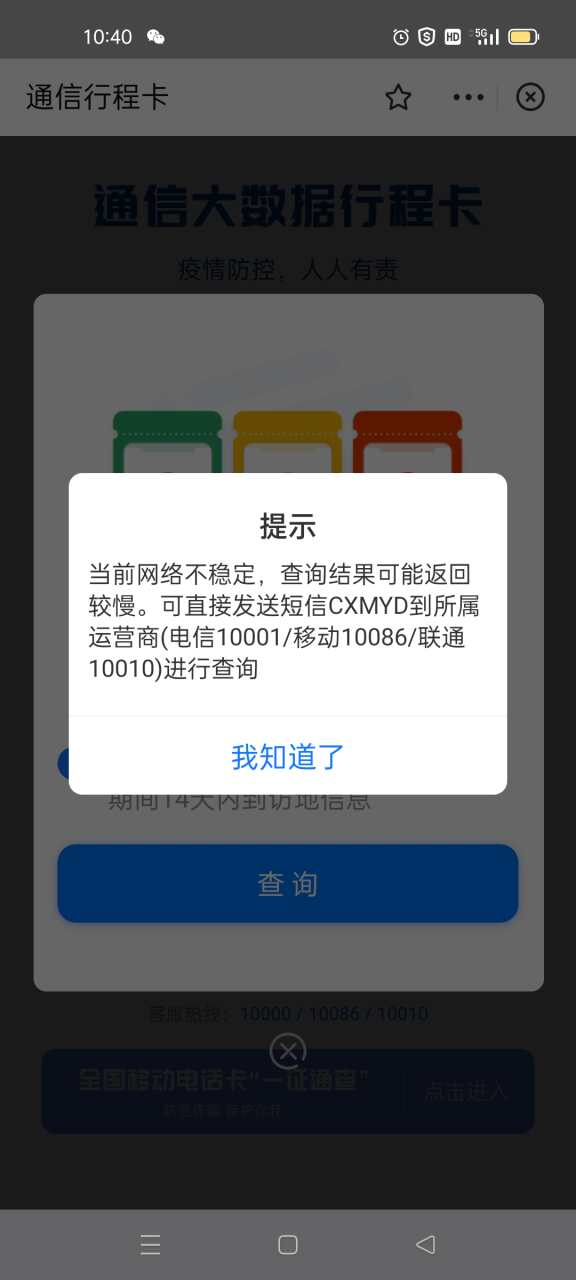 10:40
HD 5G
通信行程卡
通信大数据行程卡
疫情防控，人人有责
提示
当前网络不稳定，查询结果可能返回
较慢。可直接发送短信CXMYD到所属
运营商(电信10001/移动10086/联通
10010)进行查询
我知道了
期间14天内到访地信息
查 询
客服热线：10000 / 10086 / 10010
全国移动电话卡“一证通查”
点击进入